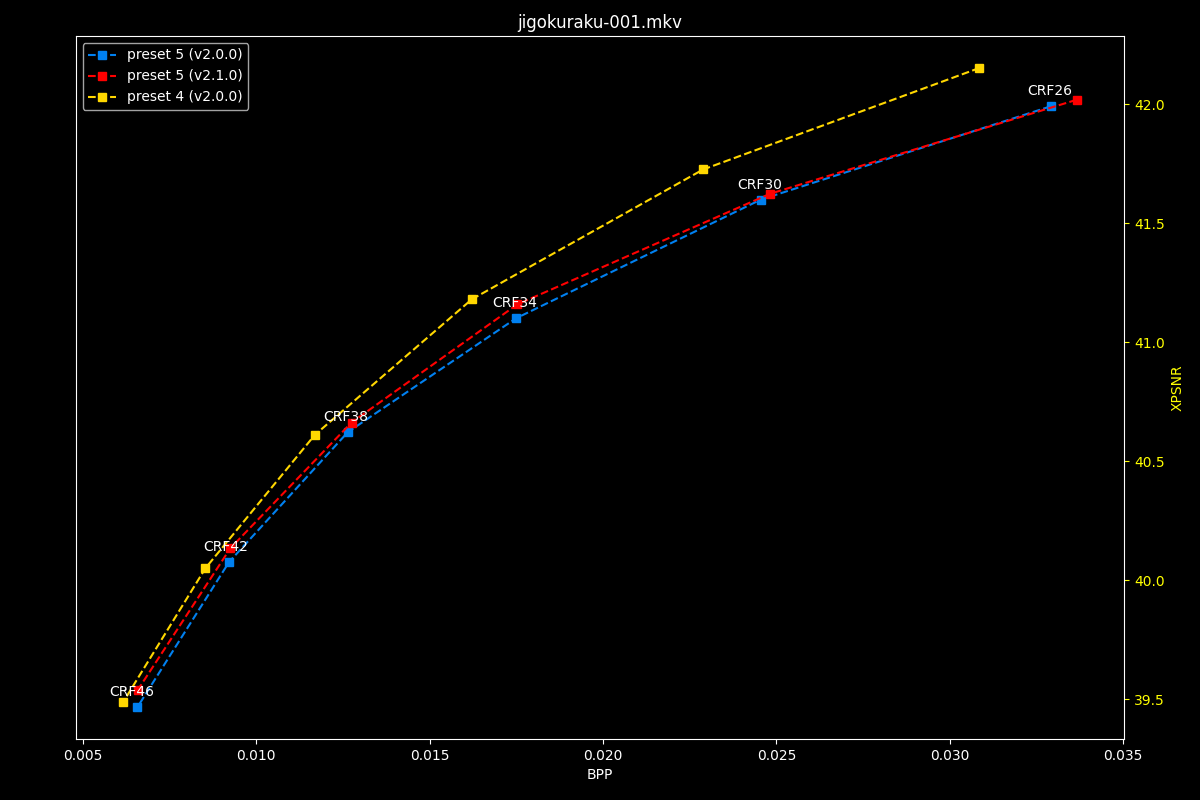 jigokuraku-001.mkv
preset 5 (v2.0.0)
preset 5 (v2.1.0)
preset 4 (v2.0.0)
CRF26
CRF30
CRF34
CRF38
CRF42
CRF46
42.0
41.5
41.0
40.5
40.0
39.5
XPSNR
0.005 0.010 0.015 0.020 0.025 0.030 0.035
BPP